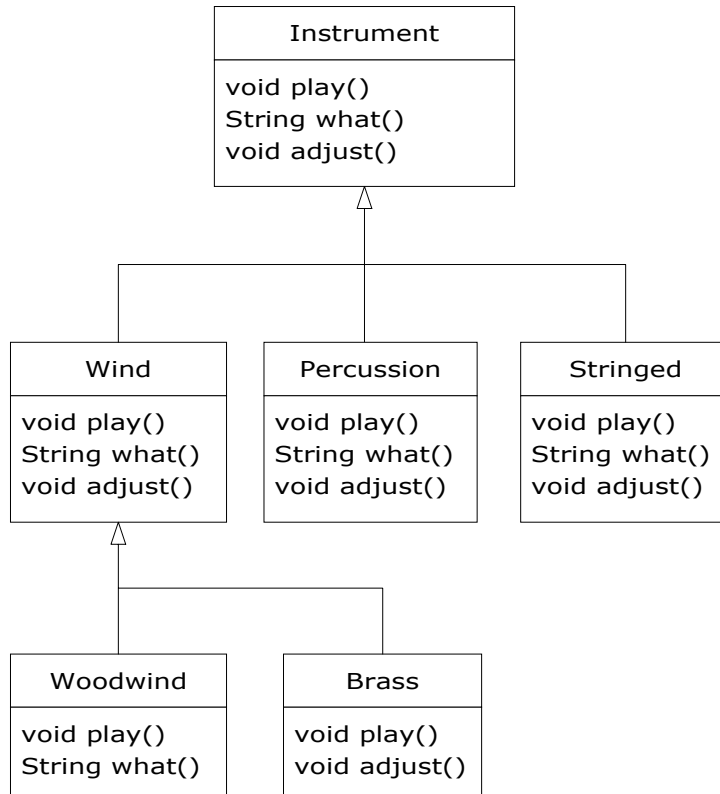 Instrument
void play()
String what()
void adjust()
Wind
void play()
String what()
void adjust()
Percussion
void play()
String what()
void adjust()
Stringed
void play()
String what()
void adjust()
Woodwind
void play()
String what()
Brass
void play()
void adjust()